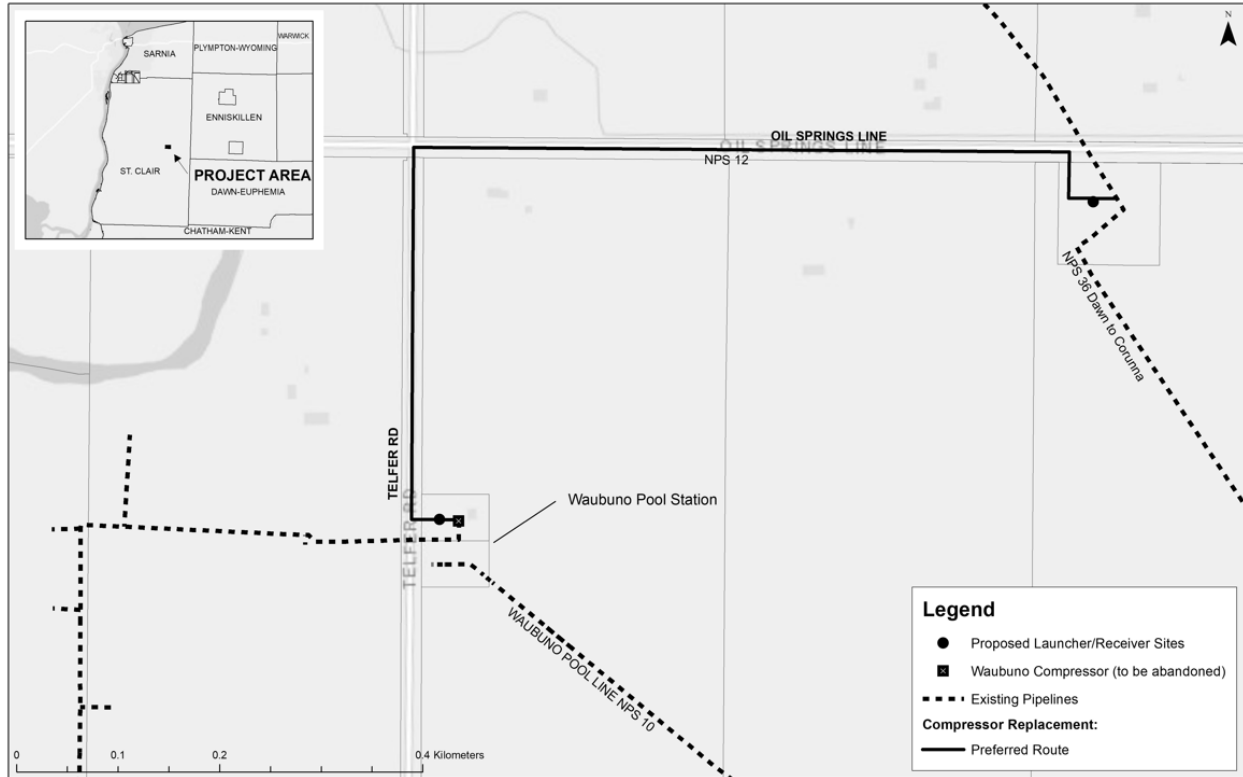 SARNIA
PLYMPTON-WYOMING
WARWICK
ENNISKILLEN
ST. CLAIR
PROJECT AREA
DAWN-EUPHEMIA
CHATHAM-KENT
N
OIL SPRINGS LINE
OIL SPRINGS LINE
NPS 12
NPS 36 Dawn to Corunna
TELFER RD
TELFER RD
Waubuno Pool Station
WAUBUNO POOL LINE NPS 10
Legend
Proposed Launcher/Receiver Sites
Waubuno Compressor (to be abandoned)
Existing Pipelines
Compressor Replacement:
Preferred Route
0 0.1 0.2 0.4 Kilometers